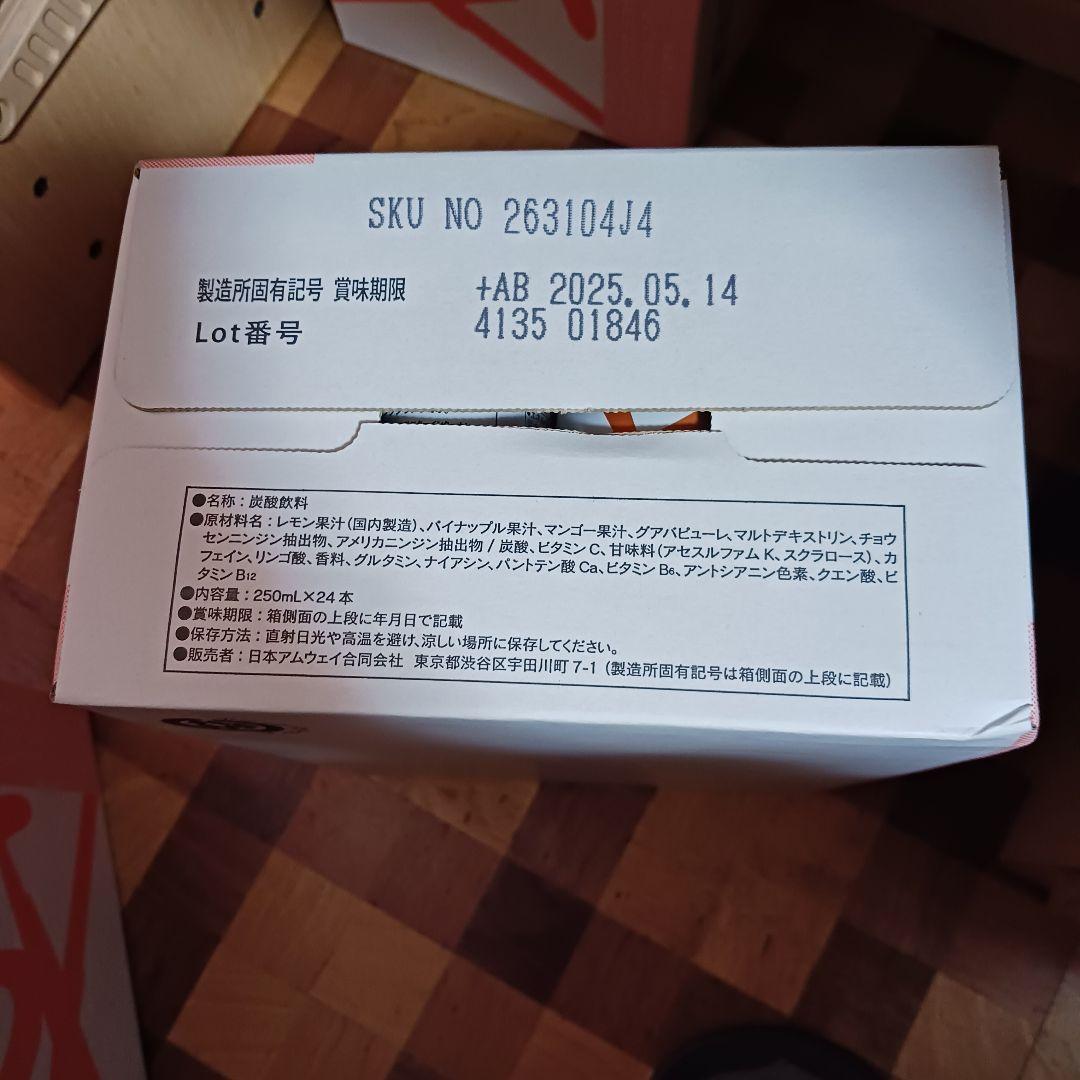 SKU NO 263104J4
製造所固有記号 賞味期限 +AB 2025.05.14
Lot番号 4135 01846
●名称：炭酸飲料
●原材料名：レモン果汁（国内製造）、パイナップル果汁、マンゴー果汁、グアバピューレ、マルトデキストリン、チョウ
センニンジン抽出物、アメリカニンジン抽出物 / 炭酸、ビタミンC、甘味料（アセスルファムK、スクラロース）、カ
フェイン、リンゴ酸、香料、グルタミン、ナイアシン、パントテン酸Ca、ビタミンB6、アントシアニン色素、クエン酸、ビ
タミンB12
●内容量：250mL×24本
●賞味期限：箱側面の上段に年月日で記載
●保存方法：直射日光や高温を避け、涼しい場所に保存してください。
●販売者：日本アムウェイ合同会社 東京都渋谷区宇田川町7-1（製造所固有記号は箱側面の上段に記載）